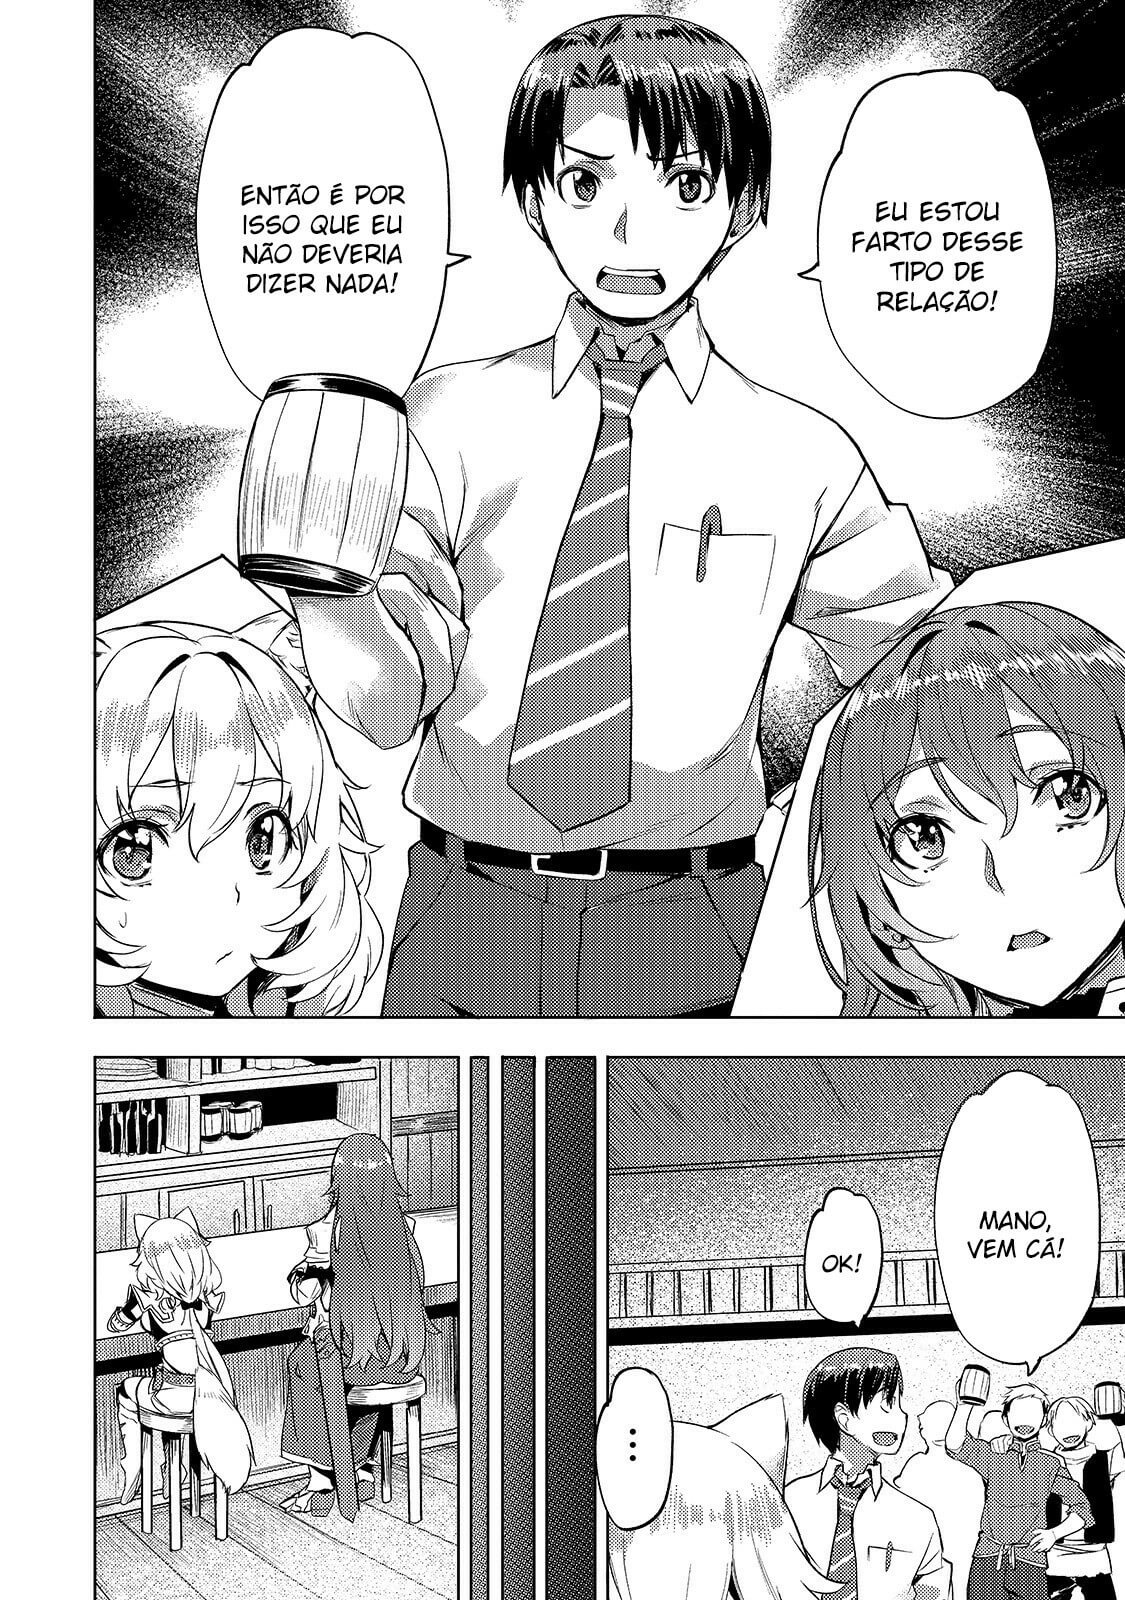 EU ESTOU
FARTO DESSE
TIPO DE
RELAÇÃO!
ENTÃO É POR
ISSO QUE EU
NÃO DEVERIA
DIZER NADA!
MANO,
VEM CÁ!
OK!
...